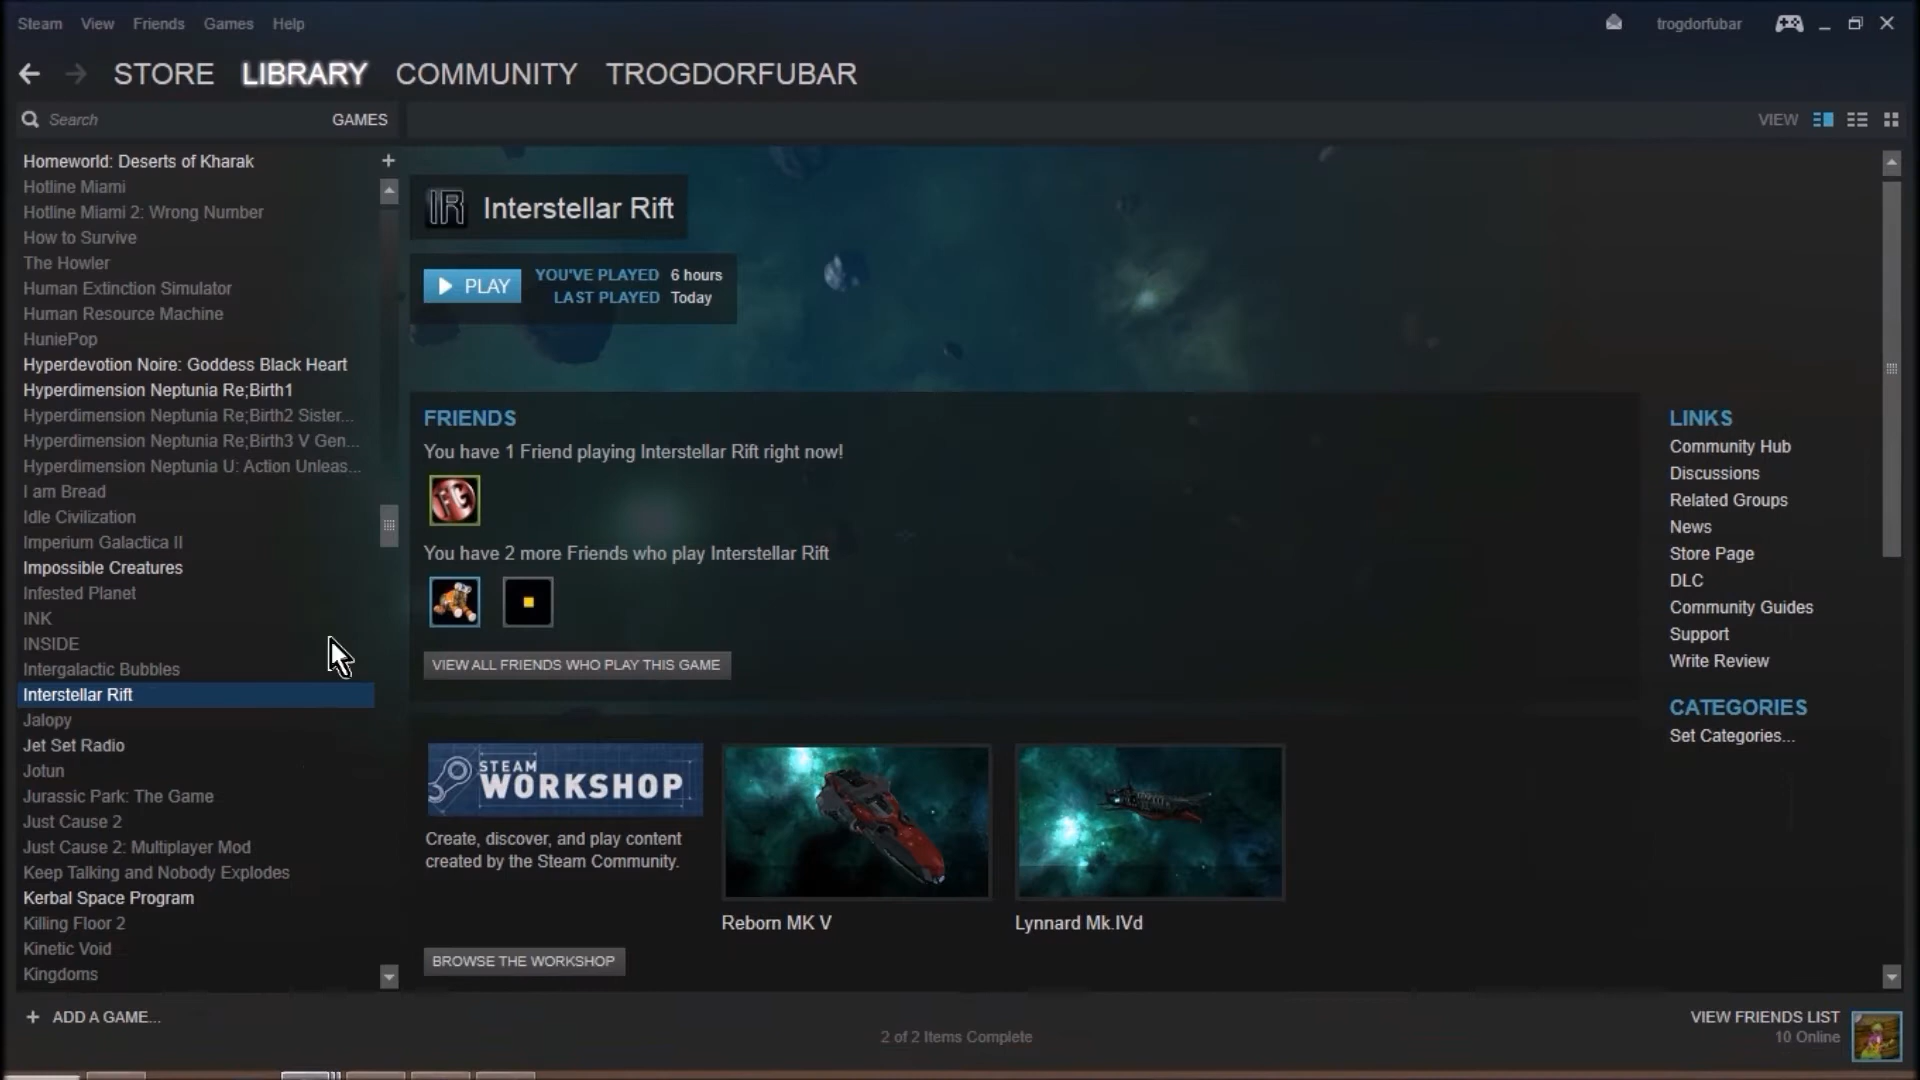 Steam View Friends Games Help
trogdorfubar
STORE LIBRARY COMMUNITY TROGDORFUBAR
Search GAMES
VIEW
Homeworld: Deserts of Kharak
Hotline Miami
Hotline Miami 2: Wrong Number
How to Survive
The Howler
Human Extinction Simulator
Human Resource Machine
HuniePop
Hyperdevotion Noire: Goddess Black Heart
Hyperdimension Neptunia Re;Birth1
Hyperdimension Neptunia Re;Birth2 Sister...
Hyperdimension Neptunia Re;Birth3 V Gen...
Hyperdimension Neptunia U: Action Unleas...
I am Bread
Idle Civilization
Imperium Galactica II
Impossible Creatures
Infested Planet
INK
INSIDE
Intergalactic Bubbles
Interstellar Rift
Jalopy
Jet Set Radio
Jotun
Jurassic Park: The Game
Just Cause 2
Just Cause 2: Multiplayer Mod
Keep Talking and Nobody Explodes
Kerbal Space Program
Killing Floor 2
Kinetic Void
Kingdoms
+ ADD A GAME...
IR Interstellar Rift
PLAY
YOU'VE PLAYED 6 hours
LAST PLAYED Today
FRIENDS
You have 1 Friend playing Interstellar Rift right now!
FG
You have 2 more Friends who play Interstellar Rift
VIEW ALL FRIENDS WHO PLAY THIS GAME
STEAM
WORKSHOP
Create, discover, and play content
created by the Steam Community.
Reborn MK V
Lynnard Mk.IVd
BROWSE THE WORKSHOP
LINKS
Community Hub
Discussions
Related Groups
News
Store Page
DLC
Community Guides
Support
Write Review
CATEGORIES
Set Categories...
2 of 2 Items Complete
VIEW FRIENDS LIST
10 Online